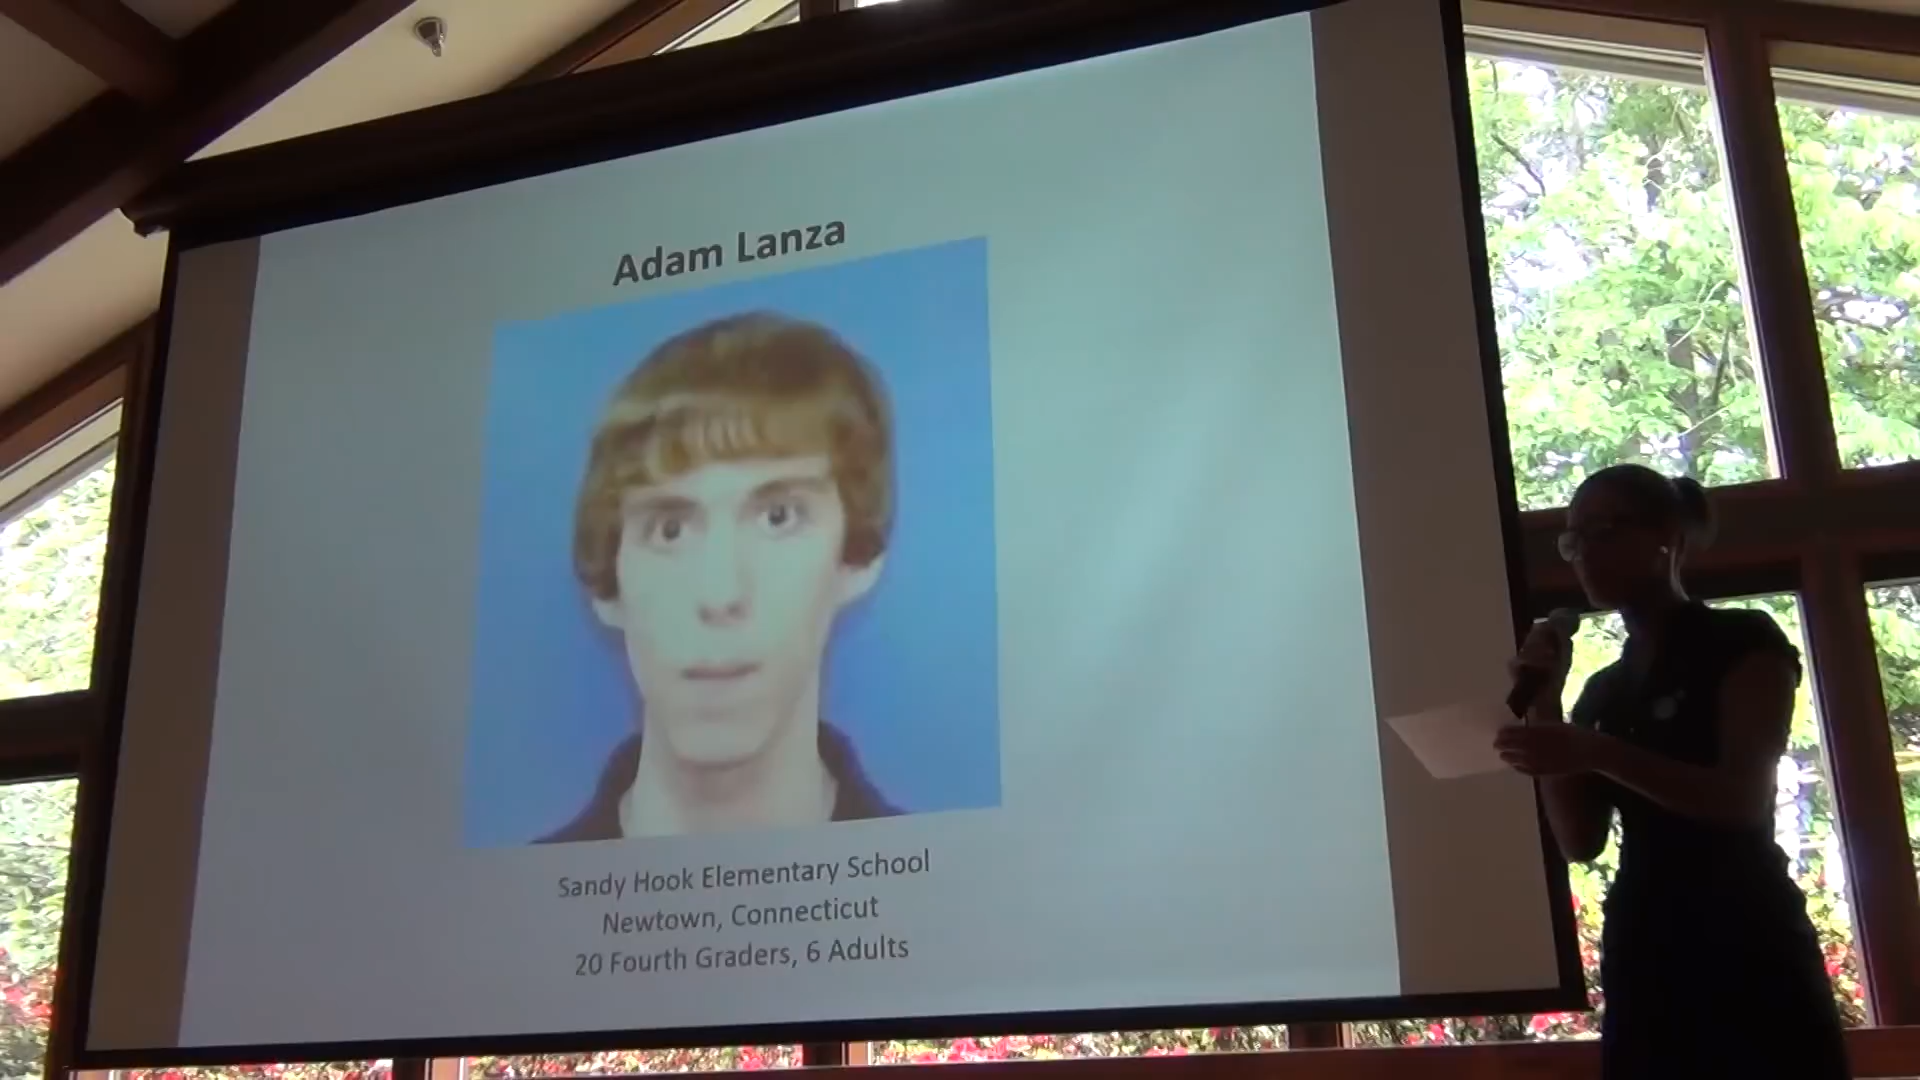 Adam Lanza
Sandy Hook Elementary School
Newtown, Connecticut
20 Fourth Graders, 6 Adults